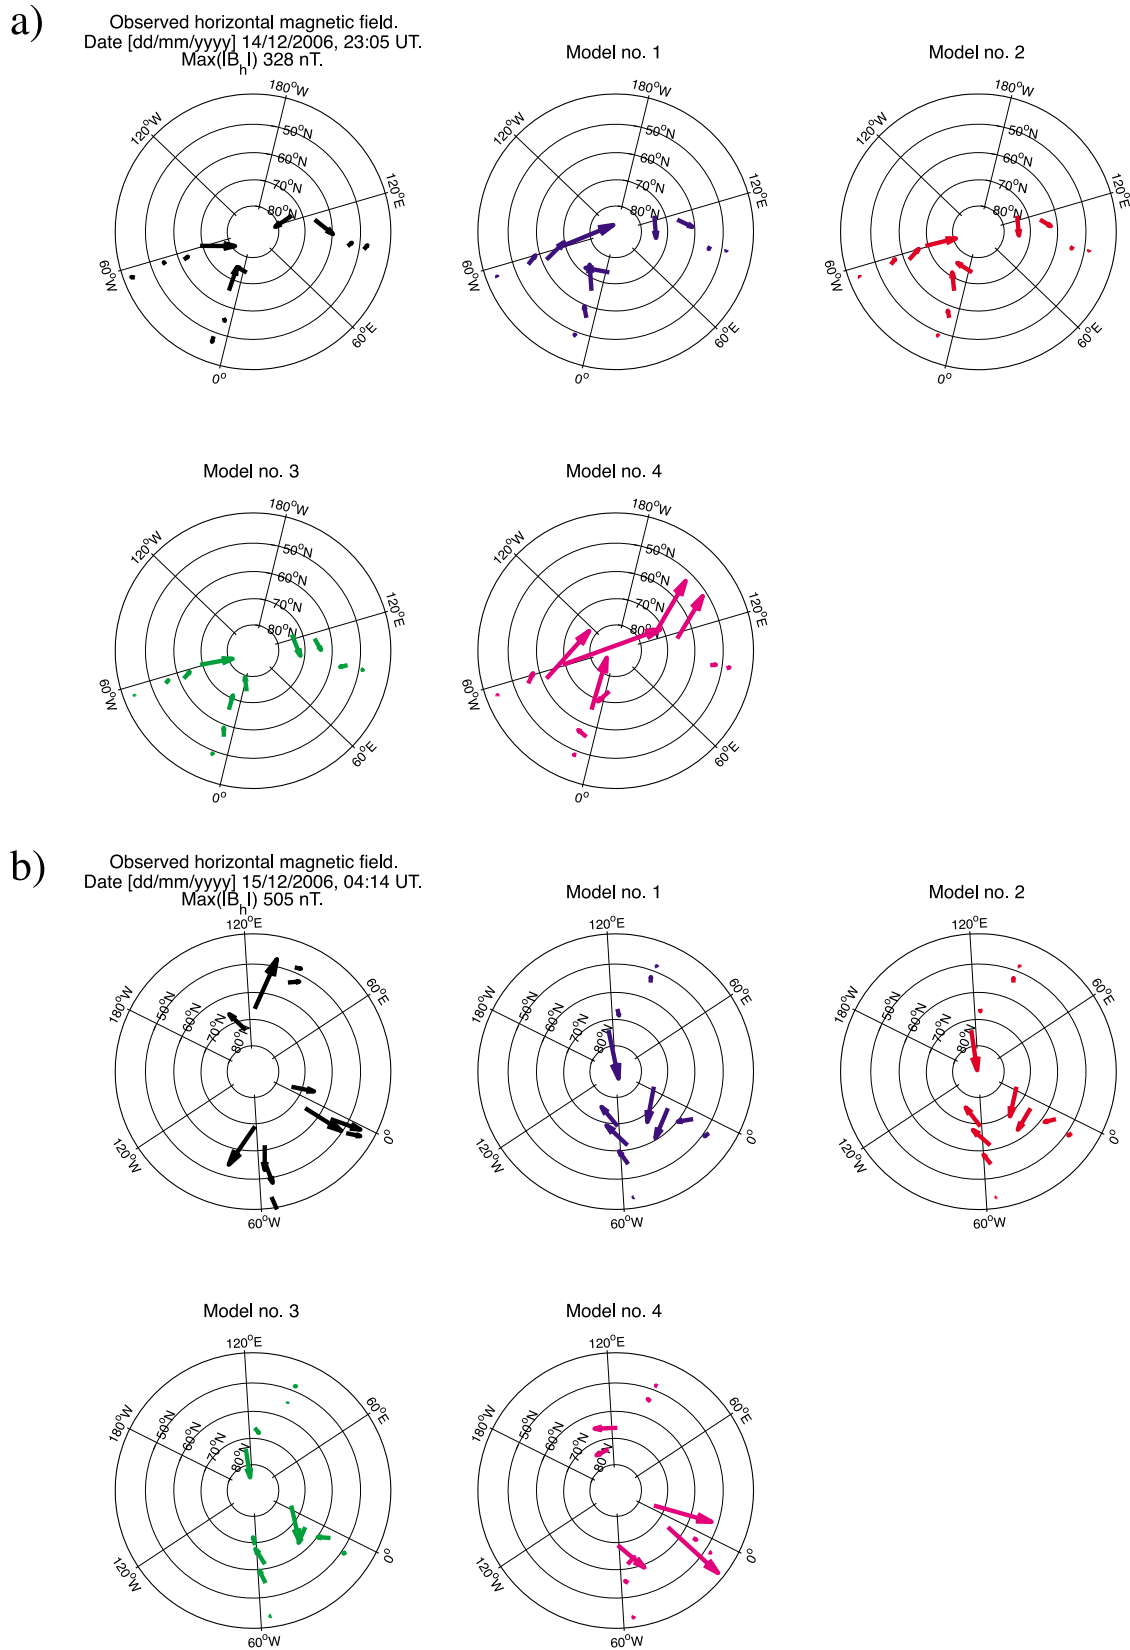 a)
Observed horizontal magnetic field.
Date [dd/mm/yyyy] 14/12/2006, 23:05 UT.
Max(|B_h|) 328 nT.
180°W
120°W
50°N
60°N
70°N
80°N
120°E
60°W
60°E
0°
Model no. 1
180°W
120°W
50°N
60°N
70°N
80°N
120°E
60°W
60°E
0°
Model no. 2
180°W
120°W
50°N
60°N
70°N
80°N
120°E
60°W
60°E
0°
Model no. 3
180°W
120°W
50°N
60°N
70°N
80°N
120°E
60°W
60°E
0°
Model no. 4
180°W
120°W
50°N
60°N
70°N
80°N
120°E
60°W
60°E
0°
b)
Observed horizontal magnetic field.
Date [dd/mm/yyyy] 15/12/2006, 04:14 UT.
Max(|B_h|) 505 nT.
120°E
180°W
50°N
60°N
70°N
80°N
60°E
120°W
0°
60°W
Model no. 1
120°E
180°W
50°N
60°N
70°N
80°N
60°E
120°W
0°
60°W
Model no. 2
120°E
180°W
50°N
60°N
70°N
80°N
60°E
120°W
0°
60°W
Model no. 3
120°E
180°W
50°N
60°N
70°N
80°N
60°E
120°W
0°
60°W
Model no. 4
120°E
180°W
50°N
60°N
70°N
80°N
60°E
120°W
0°
60°W